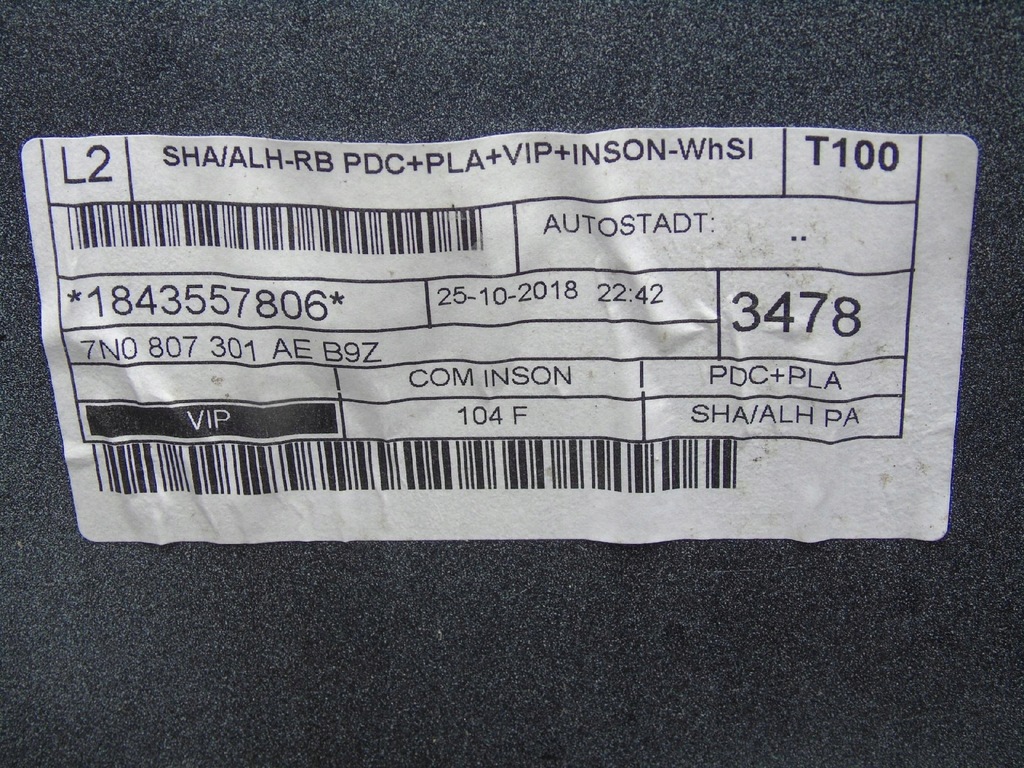 L2 SHA/ALH-RB PDC+PLA+VIP+INSON-WhSI T100
AUTOSTADT: ..
*1843557806* 25-10-2018 22:42 3478
7N0 807 301 AE B9Z
COM INSON PDC+PLA
VIP 104 F SHA/ALH PA